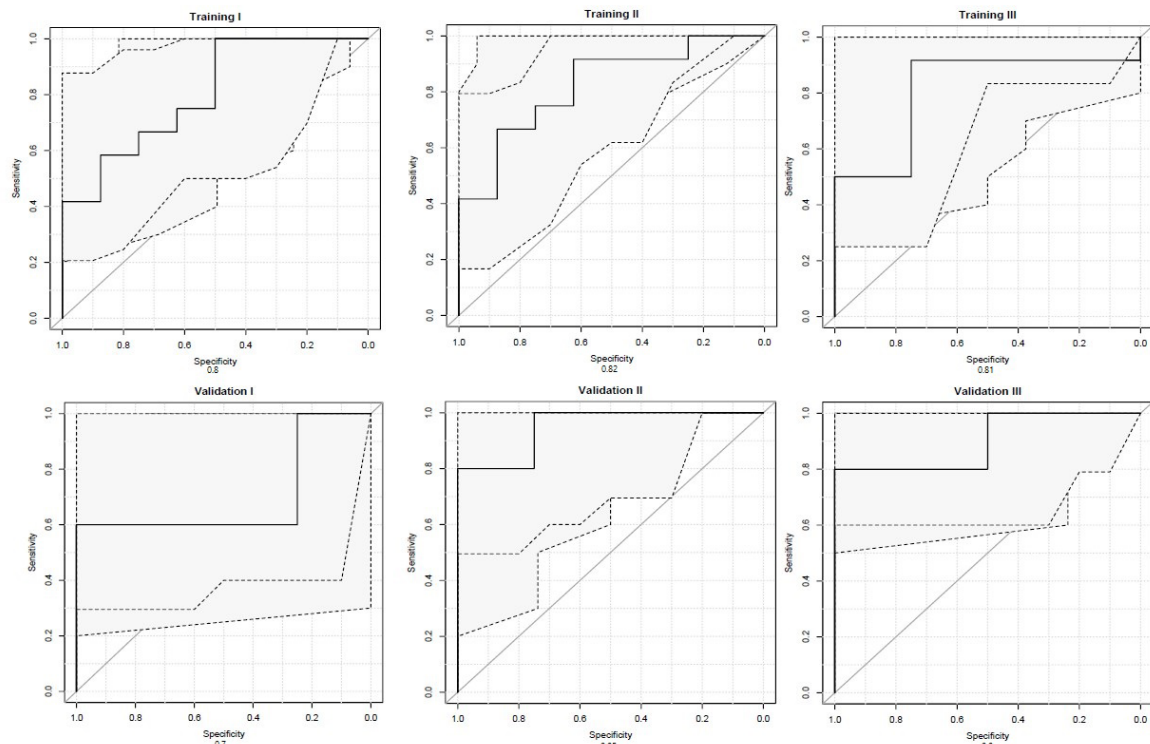 Training I
Training II
Training III
Sensitivity
0.0 0.2 0.4 0.6 0.8 1.0
1.0 0.8 0.6 0.4 0.2 0.0
Specificity
0.8
Sensitivity
0.0 0.2 0.4 0.6 0.8 1.0
1.0 0.8 0.6 0.4 0.2 0.0
Specificity
0.82
Sensitivity
0.0 0.2 0.4 0.6 0.8 1.0
1.0 0.8 0.6 0.4 0.2 0.0
Specificity
0.81
Validation I
Validation II
Validation III
Sensitivity
0.0 0.2 0.4 0.6 0.8 1.0
1.0 0.8 0.6 0.4 0.2 0.0
Specificity
Sensitivity
0.0 0.2 0.4 0.6 0.8 1.0
1.0 0.8 0.6 0.4 0.2 0.0
Specificity
Sensitivity
0.0 0.2 0.4 0.6 0.8 1.0
1.0 0.8 0.6 0.4 0.2 0.0
Specificity